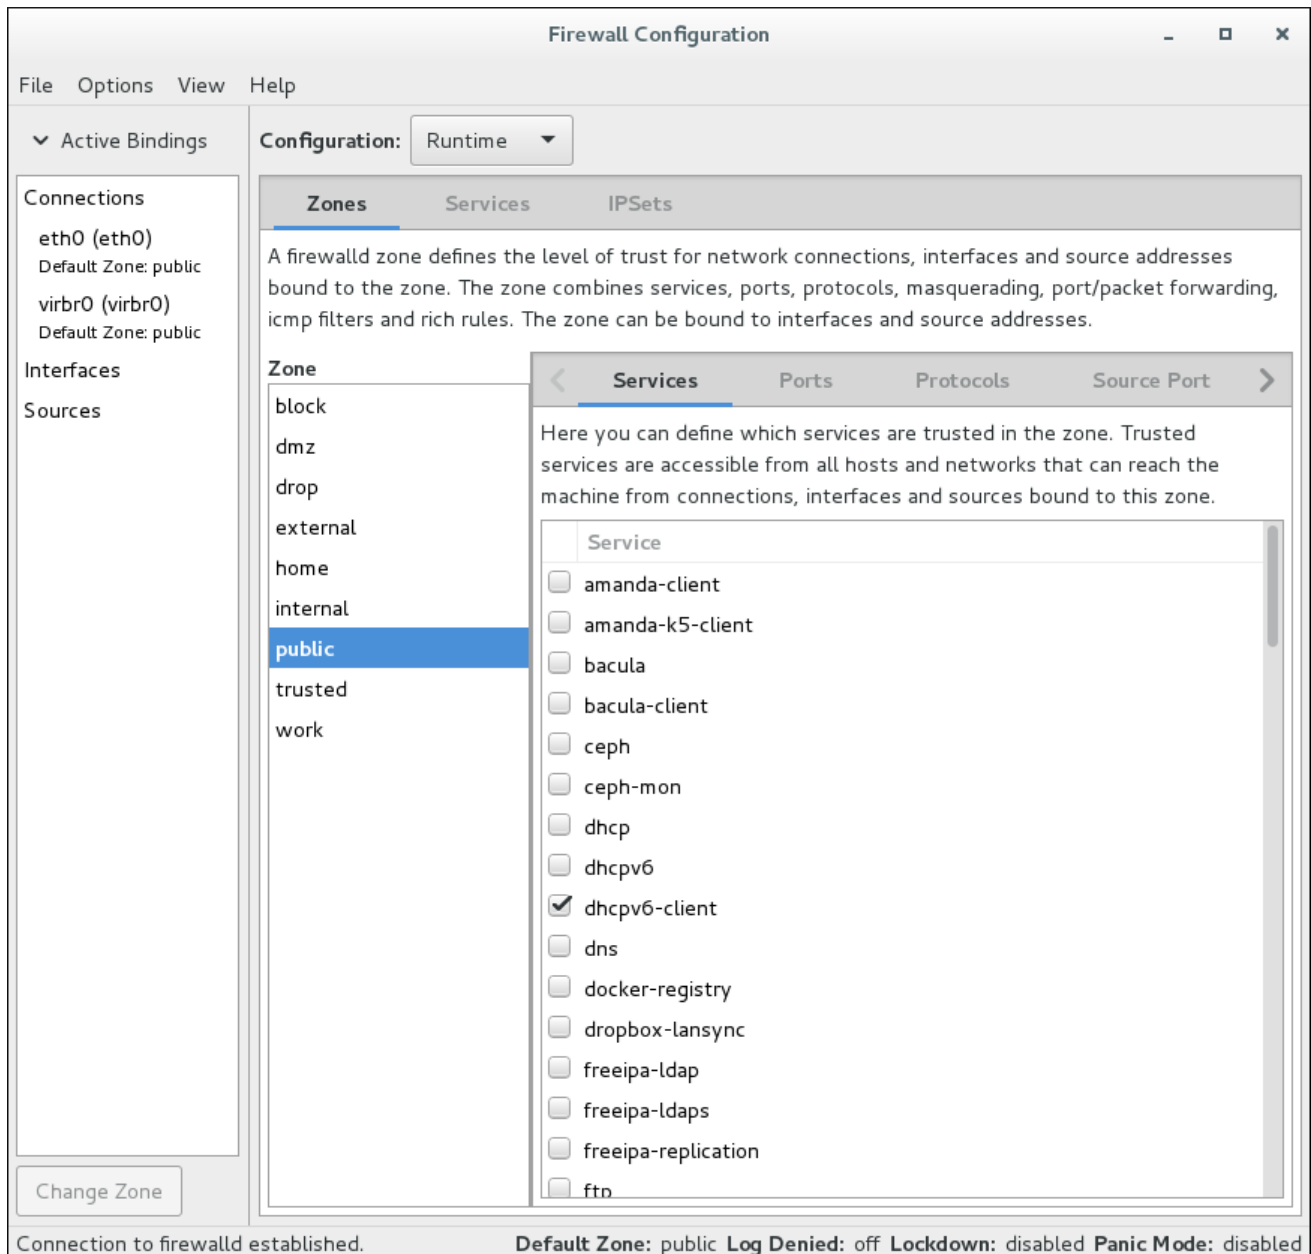 Firewall Configuration
File Options View Help
Active Bindings
Configuration: Runtime
Connections
eth0 (eth0)
Default Zone: public
virbr0 (virbr0)
Default Zone: public
Interfaces
Sources
Change Zone
Zones Services IPSets
A firewalld zone defines the level of trust for network connections, interfaces and source addresses
bound to the zone. The zone combines services, ports, protocols, masquerading, port/packet forwarding,
icmp filters and rich rules. The zone can be bound to interfaces and source addresses.
Zone
block
dmz
drop
external
home
internal
public
trusted
work
Services Ports Protocols Source Port
Here you can define which services are trusted in the zone. Trusted
services are accessible from all hosts and networks that can reach the
machine from connections, interfaces and sources bound to this zone.
Service
amanda-client
amanda-k5-client
bacula
bacula-client
ceph
ceph-mon
dhcp
dhcpv6
dhcpv6-client
dns
docker-registry
dropbox-lansync
freeipa-ldap
freeipa-ldaps
freeipa-replication
ftp
Connection to firewalld established.
Default Zone: public Log Denied: off Lockdown: disabled Panic Mode: disabled